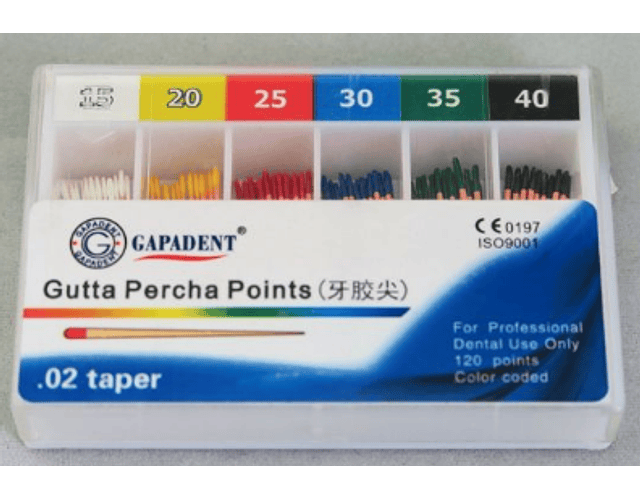 15 20 25 30 35 40
GAPADENT
GAPADENT
G
GAPADENT®
CE0197
ISO9001
Gutta Percha Points(牙胶尖)
For Professional
Dental Use Only
120 points
Color coded
.02 taper